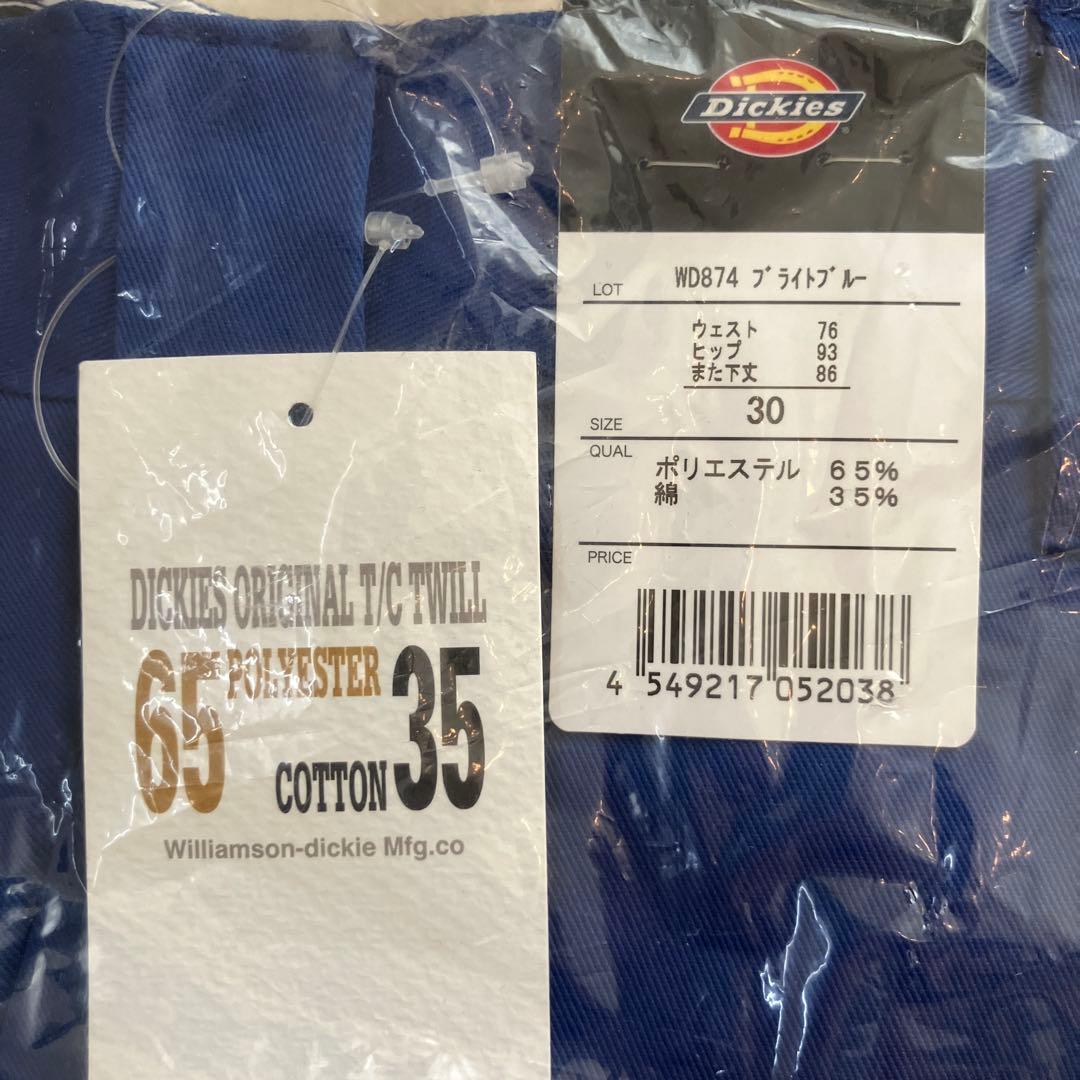 Dickies
LOT WD874 ブライトブルー
ウェスト 76
ヒップ 93
また下丈 86
SIZE 30
QUAL ポリエステル 65%
綿 35%
PRICE
4 549217 052038
DICKIES ORIGINAL T/C TWILL
65 POLYESTER
COTTON 35
Williamson-dickie Mfg.co